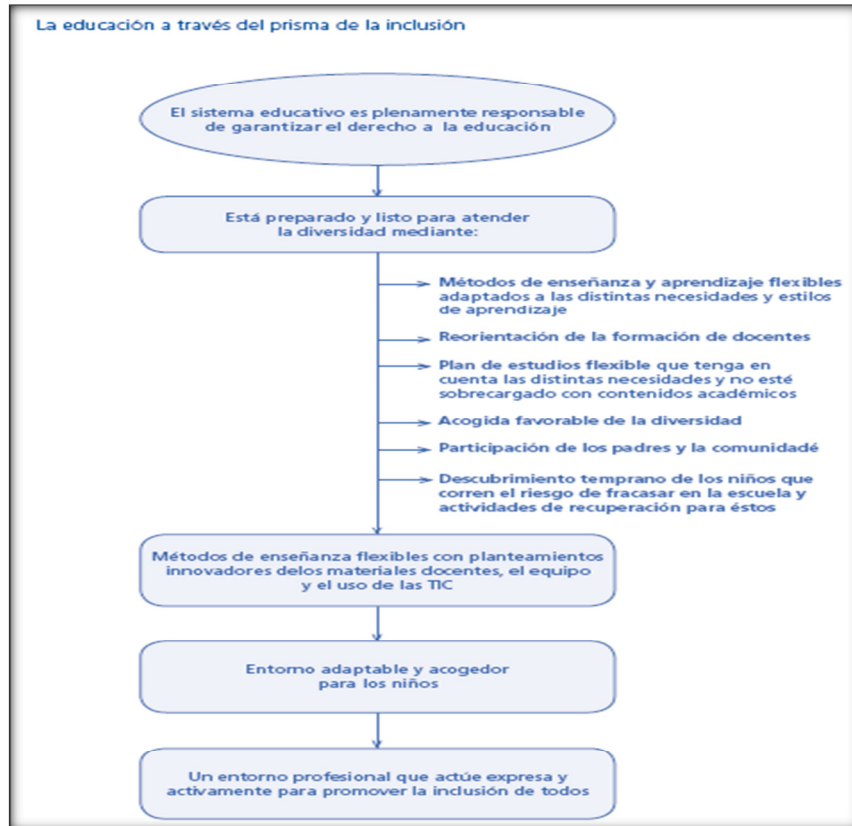 La educación a través del prisma de la inclusión
El sistema educativo es plenamente responsable
de garantizar el derecho a la educación
Está preparado y listo para atender
la diversidad mediante:
Métodos de enseñanza y aprendizaje flexibles
adaptados a las distintas necesidades y estilos
de aprendizaje
Reorientación de la formación de docentes
Plan de estudios flexible que tenga en
cuenta las distintas necesidades y no esté
sobrecargado con contenidos académicos
Acogida favorable de la diversidad
Participación de los padres y la comunidadé
Descubrimiento temprano de los niños que
corren el riesgo de fracasar en la escuela y
actividades de recuperación para éstos
Métodos de enseñanza flexibles con planteamientos
innovadores delos materiales docentes, el equipo
y el uso de las TIC
Entorno adaptable y acogedor
para los niños
Un entorno profesional que actúe expresa y
activamente para promover la inclusión de todos